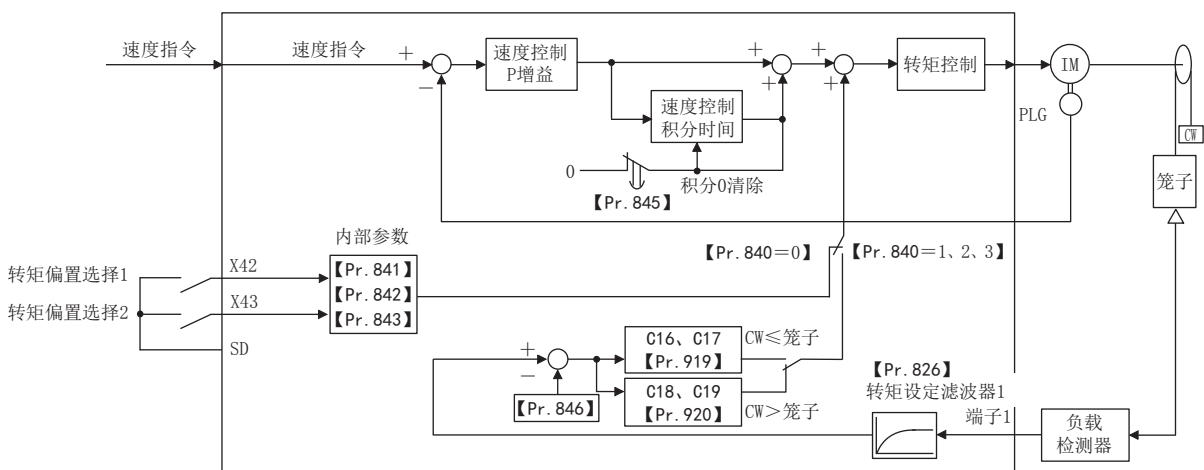 速度指令
速度指令
+
−
速度控制
P增益
速度控制
积分时间
+
+
+
+
转矩控制
IM
PLG
CW
笼子
0
积分0清除
【Pr.845】
内部参数
【Pr.840=0】
【Pr.840=1、2、3】
转矩偏置选择1
X42
【Pr.841】
【Pr.842】
转矩偏置选择2
X43
【Pr.843】
SD
+
−
【Pr.846】
C16、C17
【Pr.919】
CW≤笼子
C18、C19
【Pr.920】
CW>笼子
【Pr.826】
转矩设定滤波器1
端子1
负载
检测器